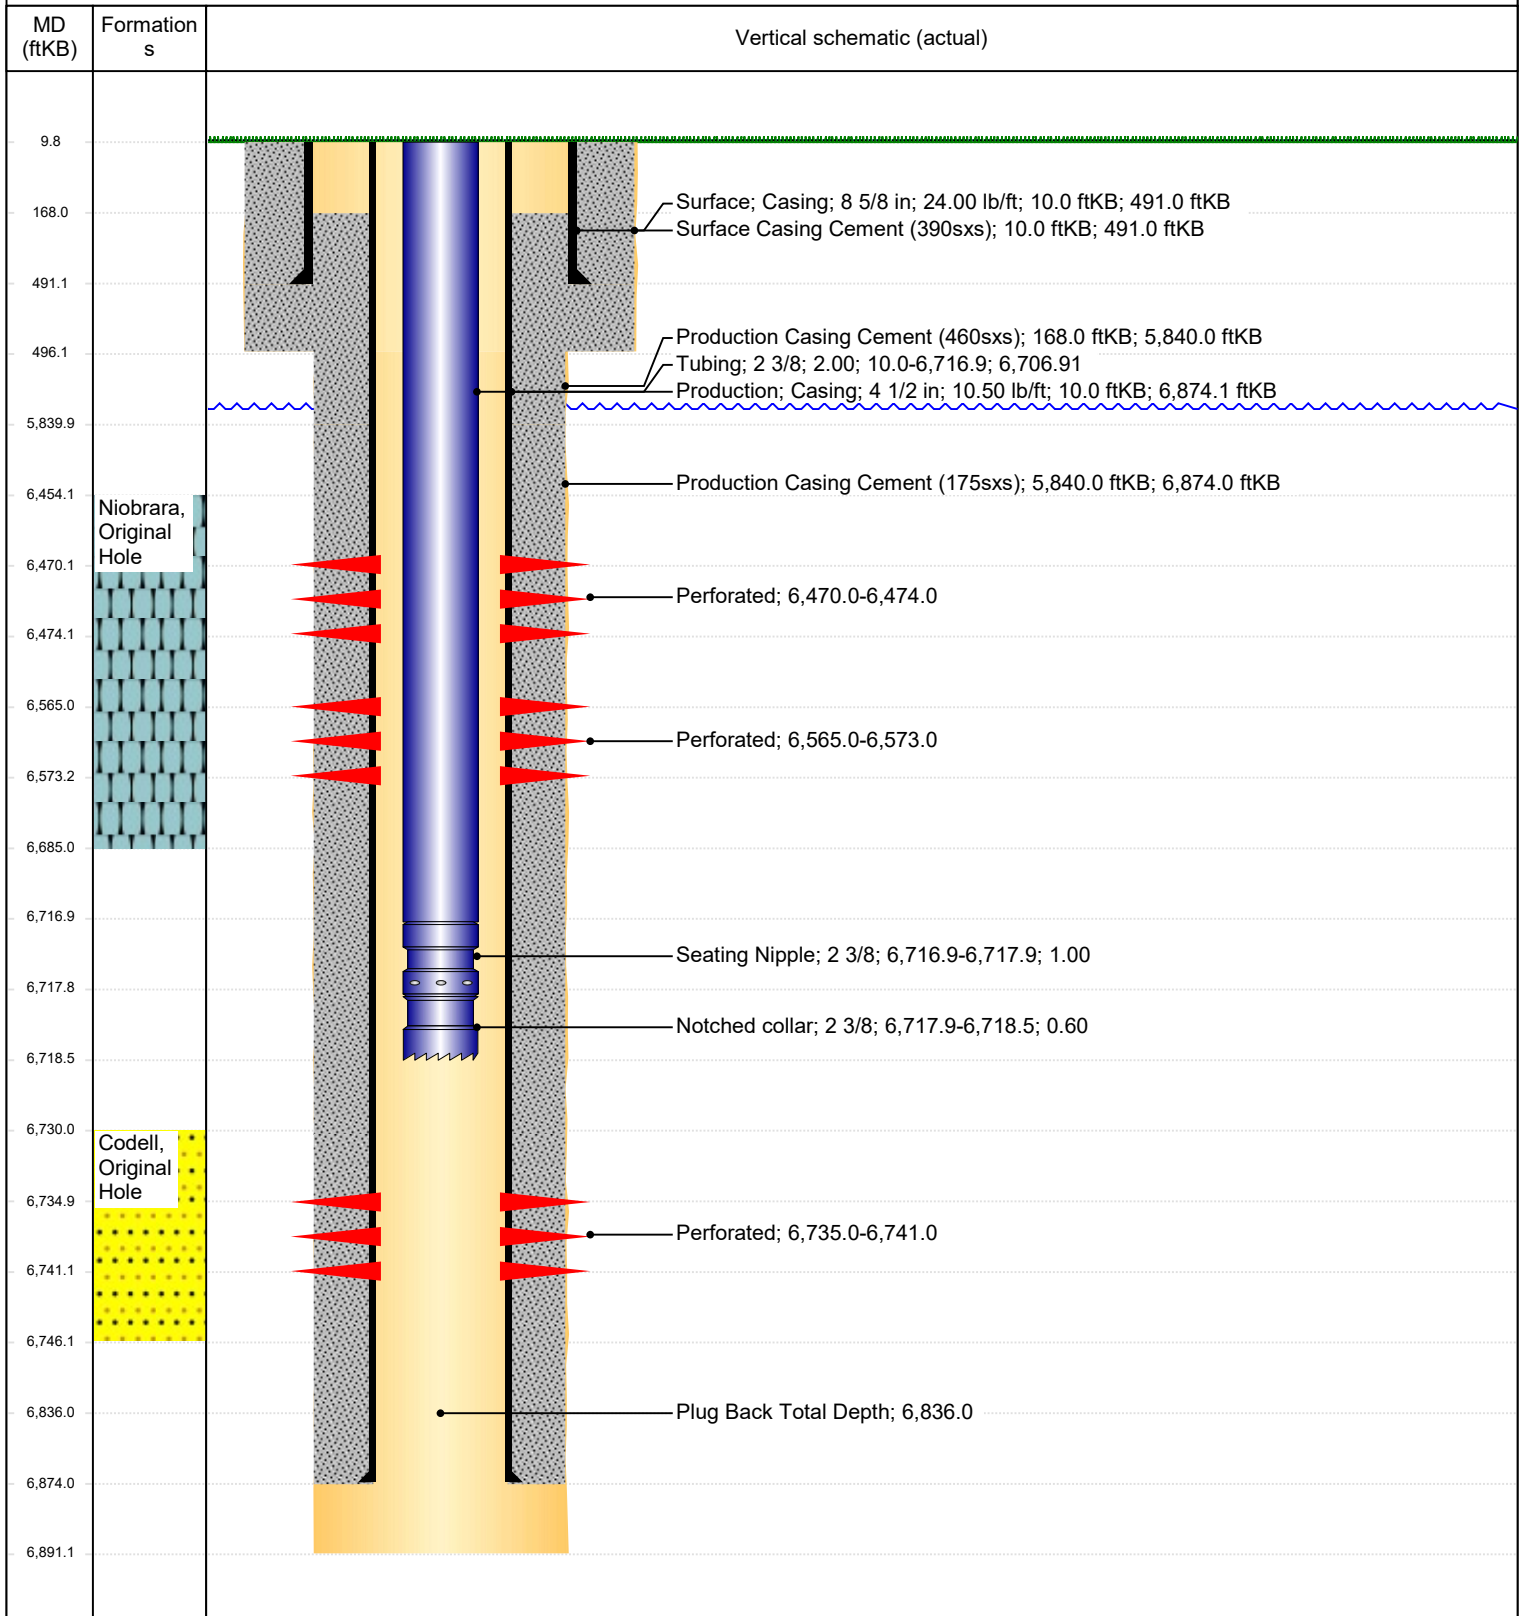 MD
(ftKB)
Formation
s
Vertical schematic (actual)
9.8
168.0
Surface; Casing; 8 5/8 in; 24.00 lb/ft; 10.0 ftKB; 491.0 ftKB
Surface Casing Cement (390sxs); 10.0 ftKB; 491.0 ftKB
491.1
Production Casing Cement (460sxs); 168.0 ftKB; 5,840.0 ftKB
496.1
Tubing; 2 3/8; 2.00; 10.0-6,716.9; 6,706.91
Production; Casing; 4 1/2 in; 10.50 lb/ft; 10.0 ftKB; 6,874.1 ftKB
5,839.9
Production Casing Cement (175sxs); 5,840.0 ftKB; 6,874.0 ftKB
6,454.1
Niobrara,
Original
Hole
6,470.1
Perforated; 6,470.0-6,474.0
6,474.1
6,565.0
Perforated; 6,565.0-6,573.0
6,573.2
6,685.0
6,716.9
Seating Nipple; 2 3/8; 6,716.9-6,717.9; 1.00
6,717.8
Notched collar; 2 3/8; 6,717.9-6,718.5; 0.60
6,718.5
6,730.0
Codell,
Original
Hole
6,734.9
Perforated; 6,735.0-6,741.0
6,741.1
6,746.1
6,836.0
Plug Back Total Depth; 6,836.0
6,874.0
6,891.1